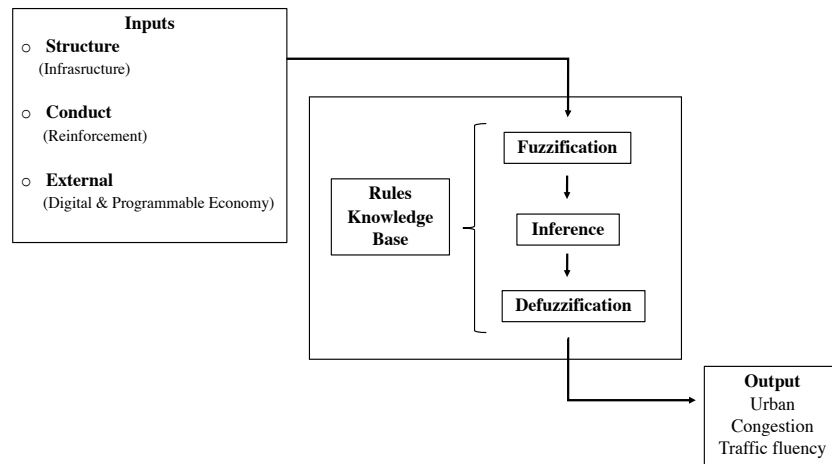 Inputs
○ Structure
(Infrasructure)
○ Conduct
(Reinforcement)
○ External
(Digital & Programmable Economy)
Fuzzification
Rules
Knowledge
Base
Inference
Defuzzification
Output
Urban
Congestion
Traffic fluency